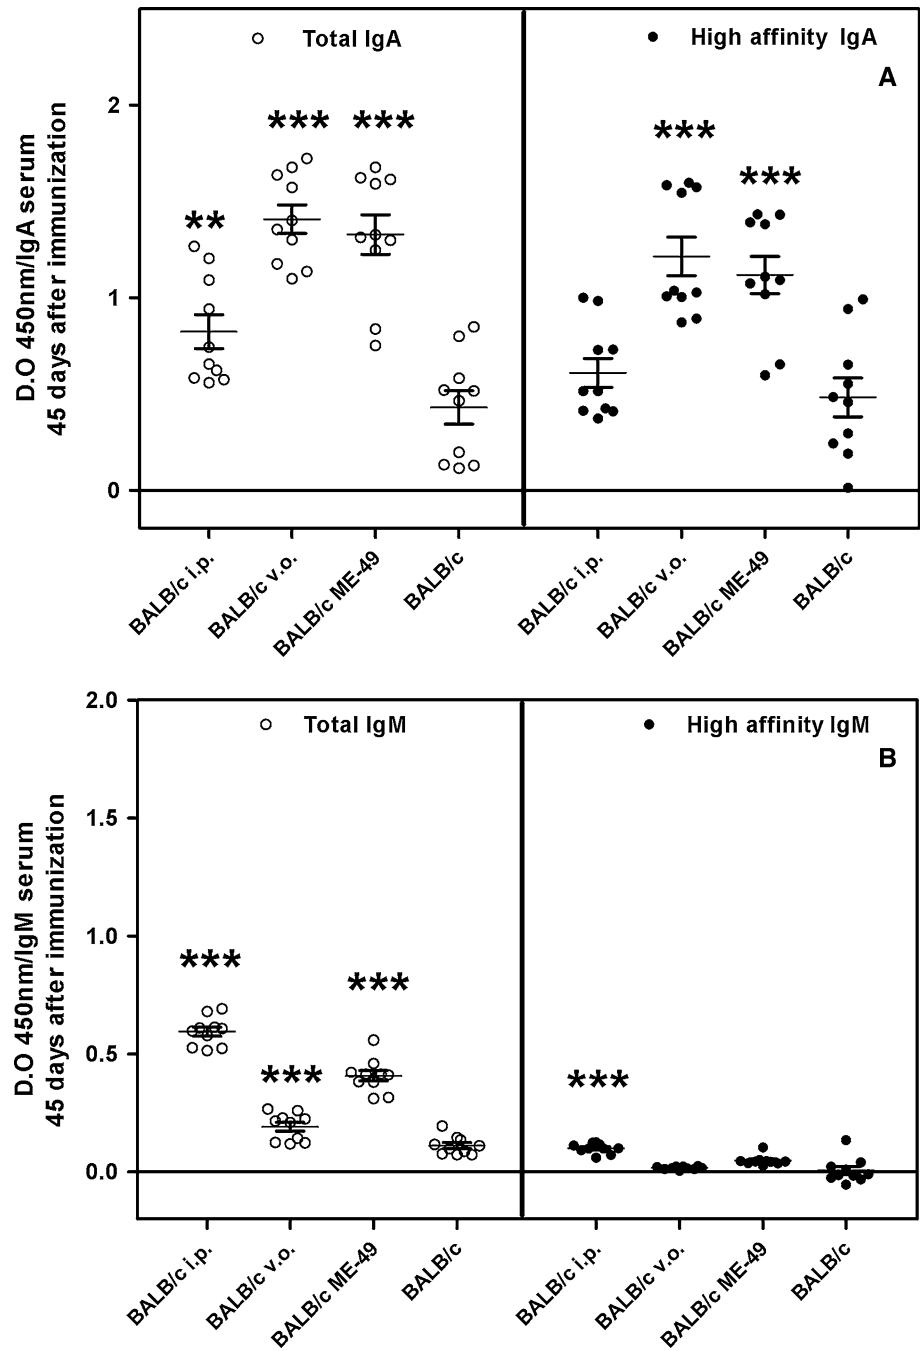 Total IgA
High affinity IgA
A
D.O 450nm/IgA serum
45 days after immunization
2
1
0
***
***
**
***
***
BALB/c i.p.
BALB/c v.o.
BALB/c ME-49
BALB/c
BALB/c i.p.
BALB/c v.o.
BALB/c ME-49
BALB/c
Total IgM
High affinity IgM
B
D.O 450nm/IgM serum
45 days after immunization
2.0
1.5
1.0
0.5
0.0
***
***
***
***
BALB/c i.p.
BALB/c v.o.
BALB/c ME-49
BALB/c
BALB/c i.p.
BALB/c v.o.
BALB/c ME-49
BALB/c